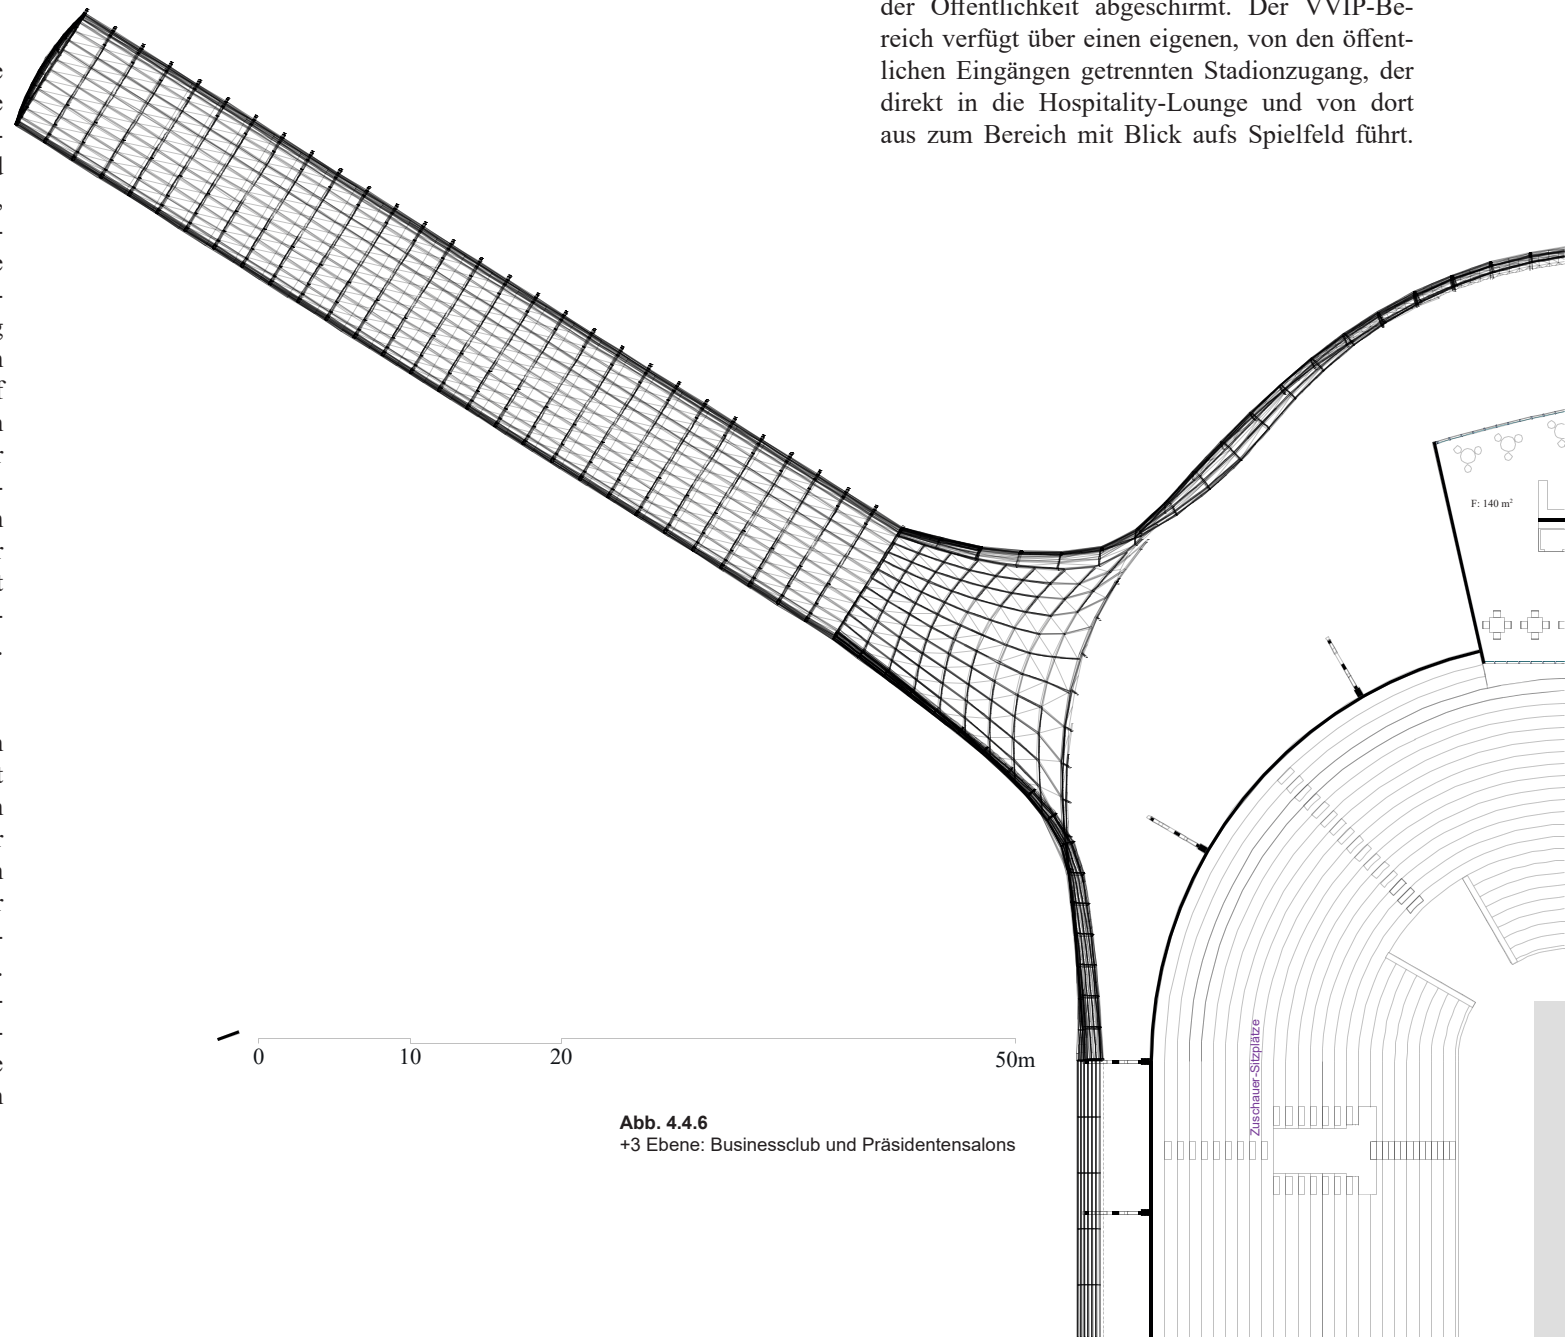 der Öffentlichkeit abgeschirmt. Der VVIP-Be-
reich verfügt über einen eigenen, von den öffent-
lichen Eingängen getrennten Stadionzugang, der
direkt in die Hospitality-Lounge und von dort
aus zum Bereich mit Blick aufs Spielfeld führt.
F: 140 m²
Zuschauer-Sitzplätze
0 10 20 50m
Abb. 4.4.6
+3 Ebene: Businessclub und Präsidentensalons